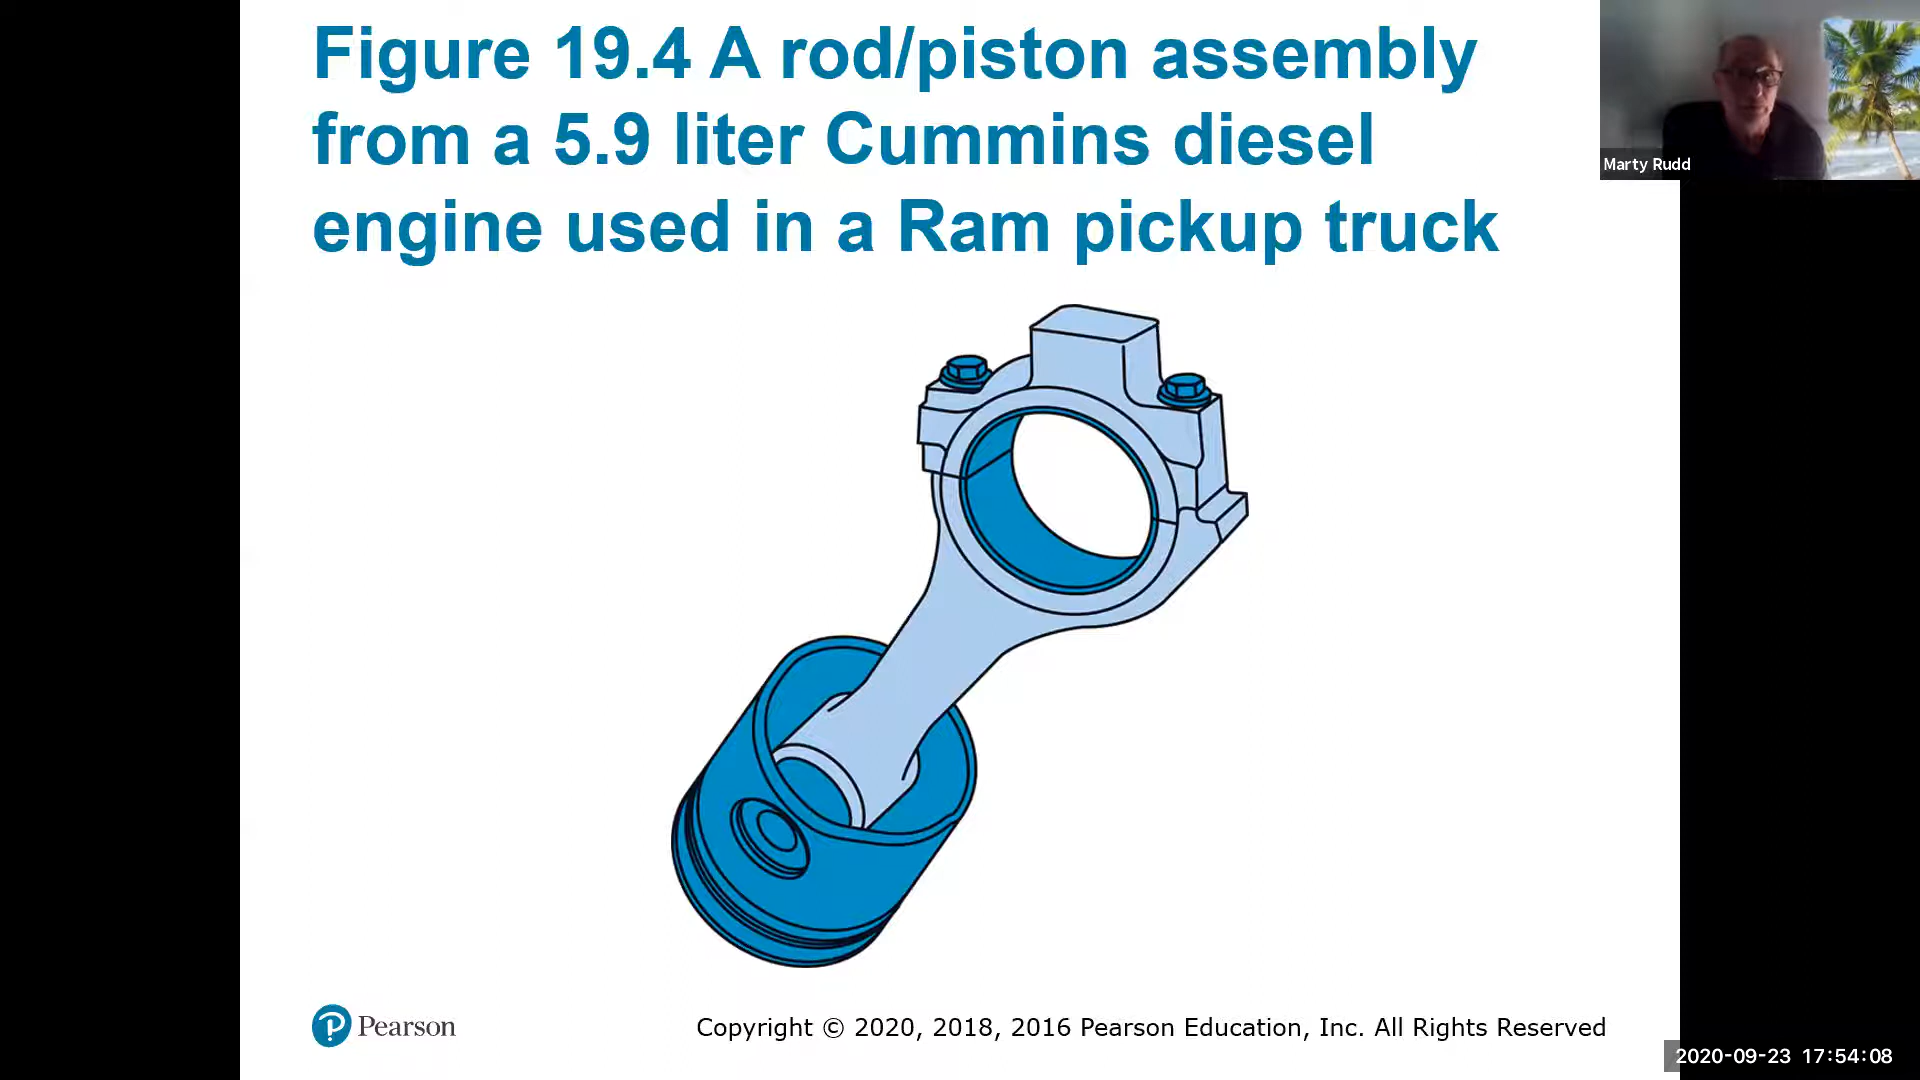 Figure 19.4 A rod/piston assembly
from a 5.9 liter Cummins diesel
engine used in a Ram pickup truck
Marty Rudd
Pearson
Copyright © 2020, 2018, 2016 Pearson Education, Inc. All Rights Reserved
2020-09-23 17:54:08